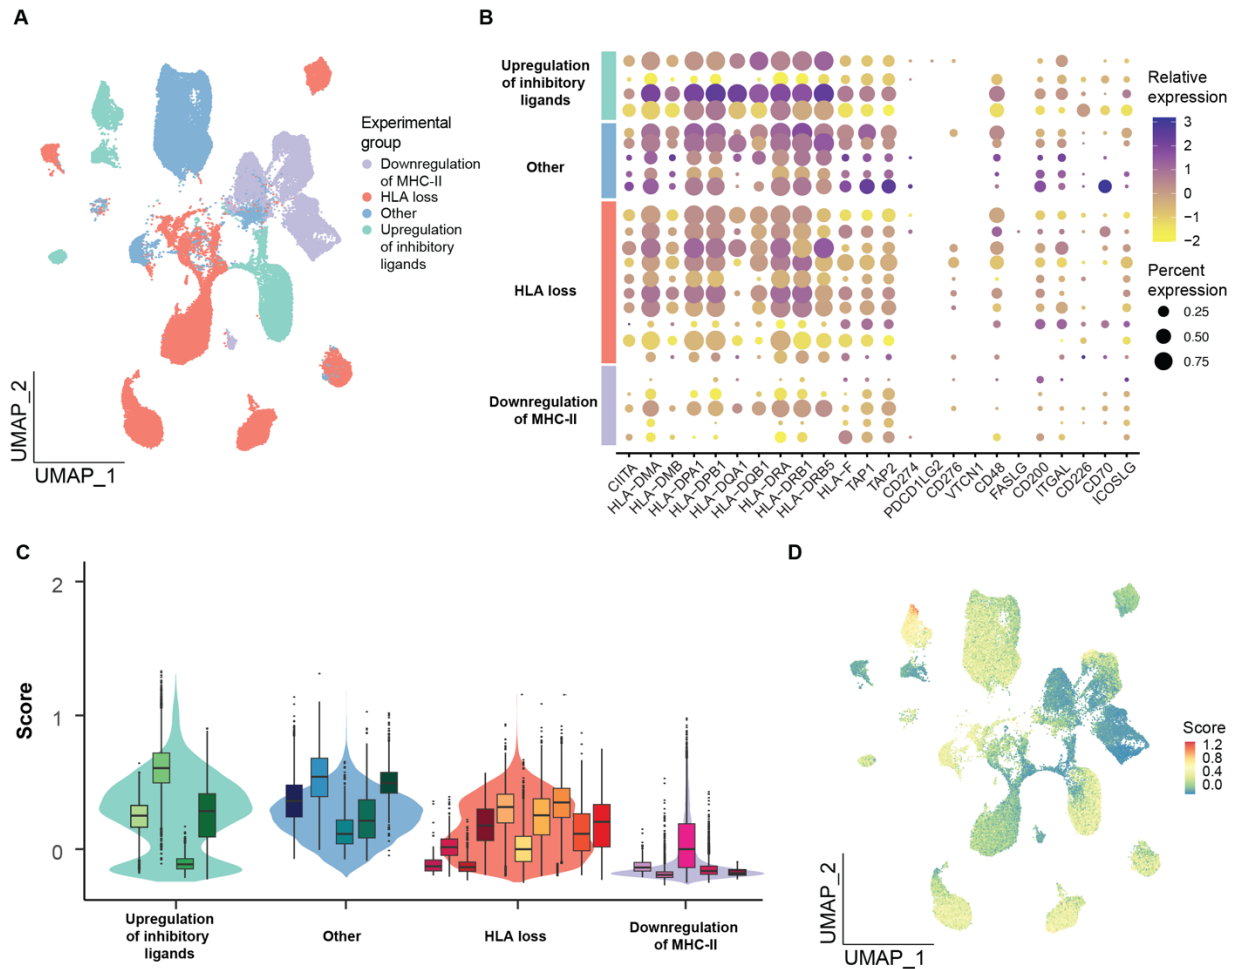 A
Experimental
group
Downregulation
of MHC-II
HLA loss
Other
Upregulation
of inhibitory
ligands
UMAP_2
UMAP_1
B
Upregulation
of inhibitory
ligands
Other
HLA loss
Downregulation
of MHC-II
CIITA
HLA-DMA
HLA-DMB
HLA-DPA1
HLA-DPB1
HLA-DQA1
HLA-DQB1
HLA-DRA
HLA-DRB1
HLA-DRB5
HLA-F
TAP1
TAP2
CD274
PDCD1LG2
CD276
VTCN1
CD48
FASLG
CD200
ITGAL
CD226
CD70
ICOSLG
Relative
expression
3
2
1
0
−1
−2
Percent
expression
0.25
0.50
0.75
C
Score
2
1
0
Upregulation
of inhibitory
ligands
Other
HLA loss
Downregulation
of MHC-II
D
Score
1.2
0.8
0.4
0.0
UMAP_2
UMAP_1